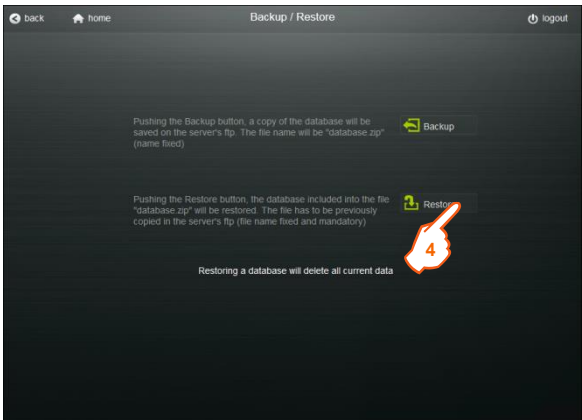 back home Backup / Restore logout
Pushing the Backup button, a copy of the database will be
saved on the server's ftp. The file name will be "database.zip"
(name fixed)
Backup
Pushing the Restore button, the database included into the file
"database.zip" will be restored. The file has to be previously
copied in the server's ftp (file name fixed and mandatory)
Restore
4
Restoring a database will delete all current data